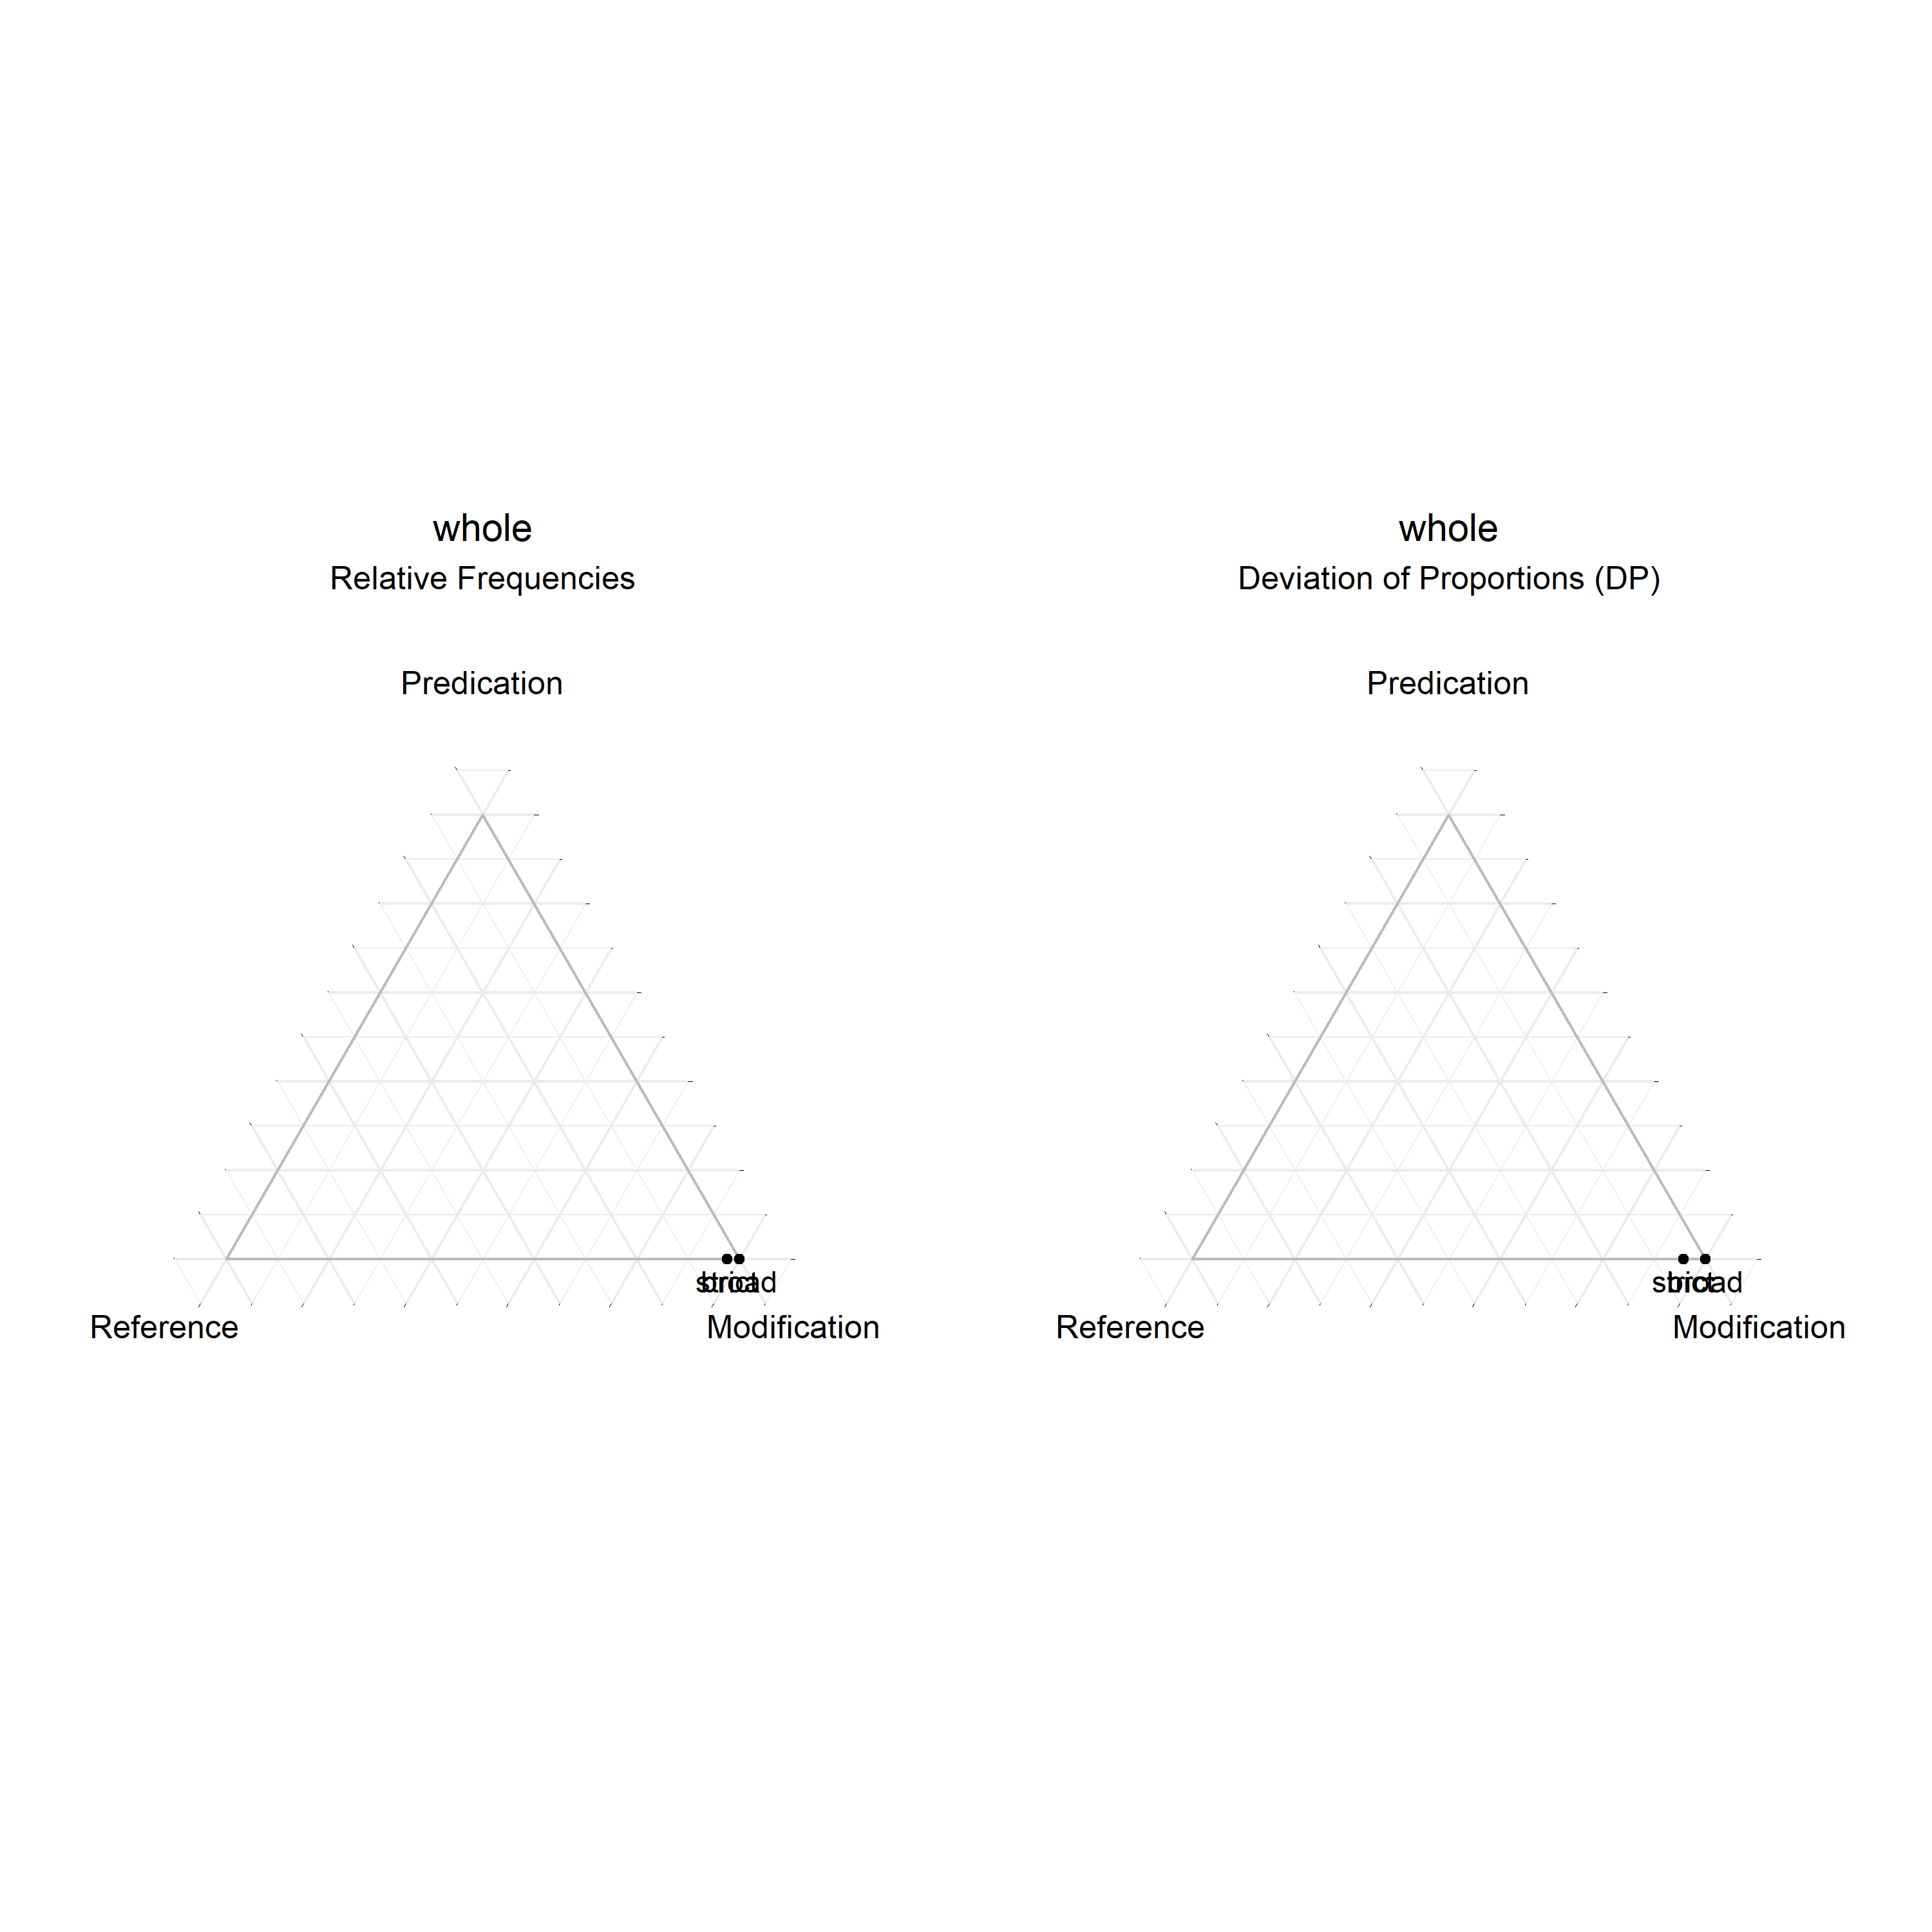 whole
Relative Frequencies
Predication
strict broad
Reference
Modification
whole
Deviation of Proportions (DP)
Predication
strict broad
Reference
Modification